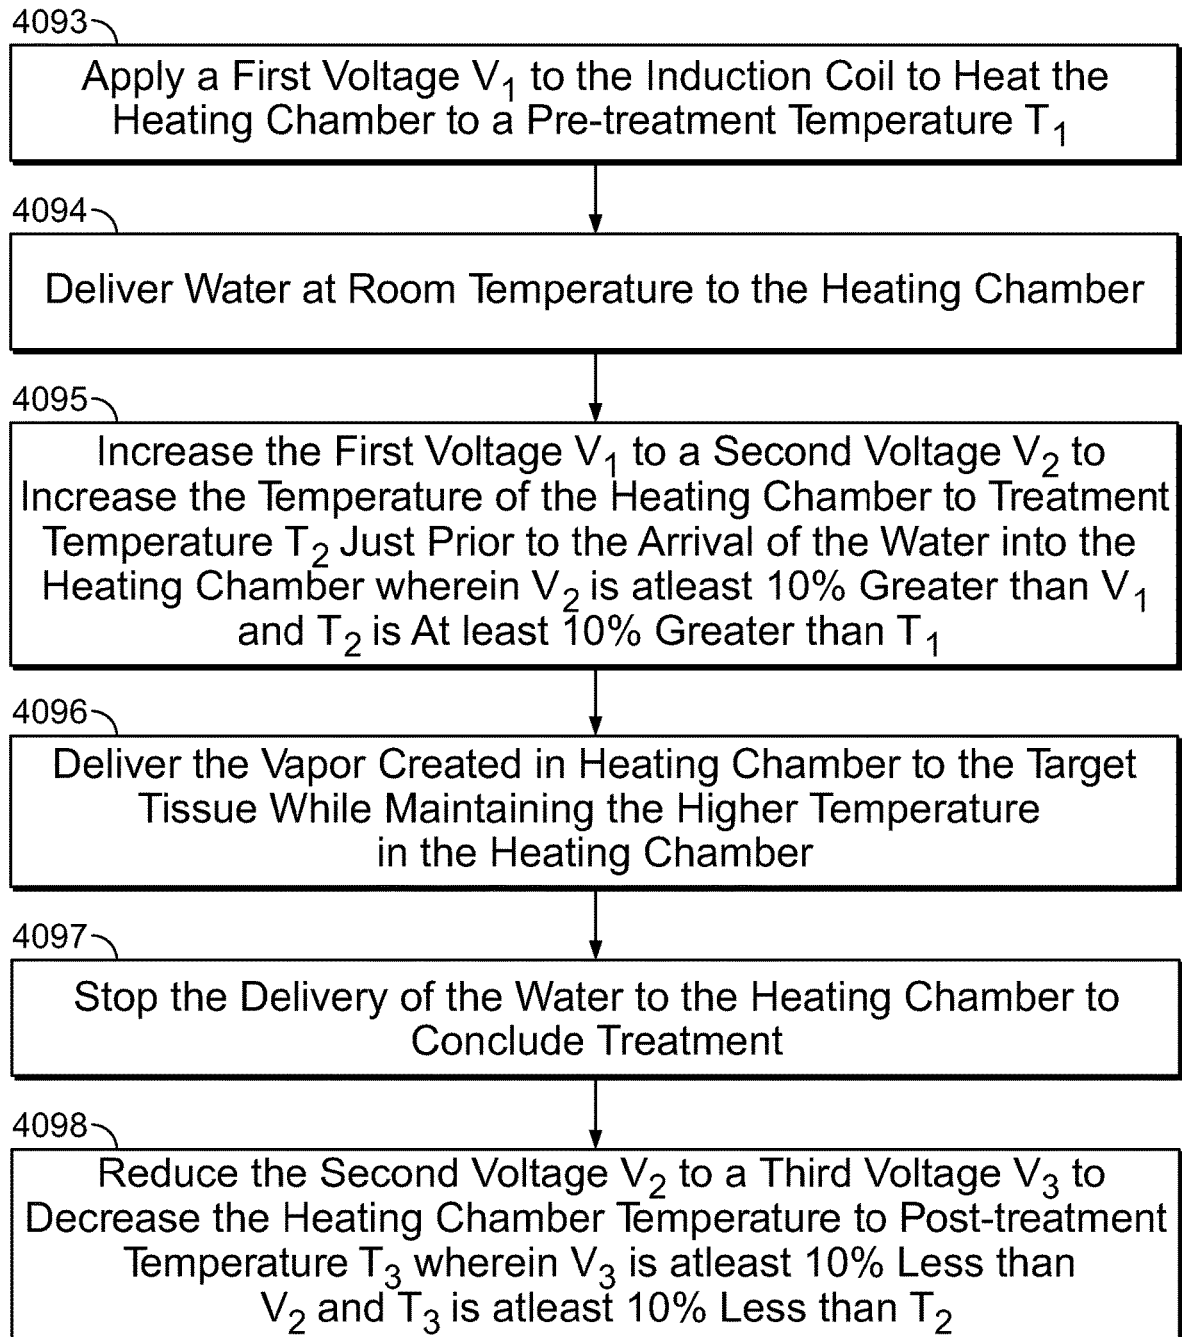 4093
Apply a First Voltage V₁ to the Induction Coil to Heat the
Heating Chamber to a Pre-treatment Temperature T₁
4094
Deliver Water at Room Temperature to the Heating Chamber
4095
Increase the First Voltage V₁ to a Second Voltage V₂ to
Increase the Temperature of the Heating Chamber to Treatment
Temperature T₂ Just Prior to the Arrival of the Water into the
Heating Chamber wherein V₂ is atleast 10% Greater than V₁
and T₂ is At least 10% Greater than T₁
4096
Deliver the Vapor Created in Heating Chamber to the Target
Tissue While Maintaining the Higher Temperature
in the Heating Chamber
4097
Stop the Delivery of the Water to the Heating Chamber to
Conclude Treatment
4098
Reduce the Second Voltage V₂ to a Third Voltage V₃ to
Decrease the Heating Chamber Temperature to Post-treatment
Temperature T₃ wherein V₃ is atleast 10% Less than
V₂ and T₃ is atleast 10% Less than T₂